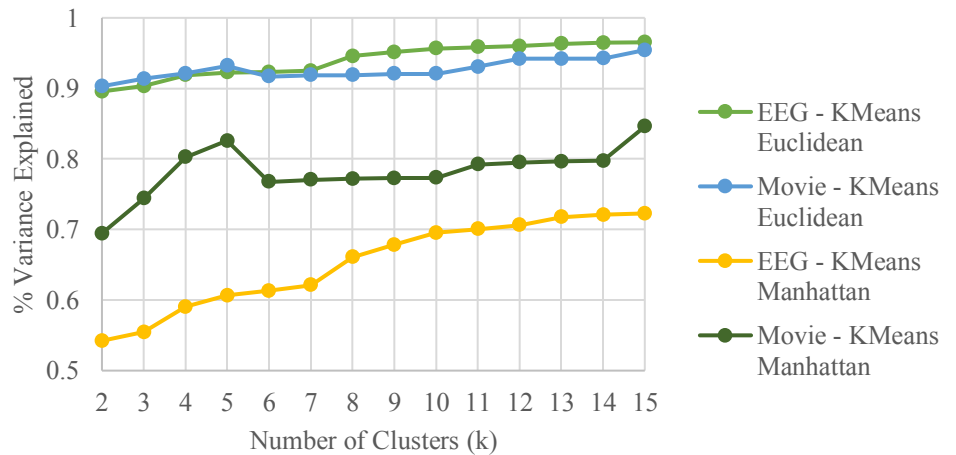 1
0.9
0.8
0.7
0.6
0.5
% Variance Explained
2 3 4 5 6 7 8 9 10 11 12 13 14 15
Number of Clusters (k)
EEG - KMeans
Euclidean
Movie - KMeans
Euclidean
EEG - KMeans
Manhattan
Movie - KMeans
Manhattan